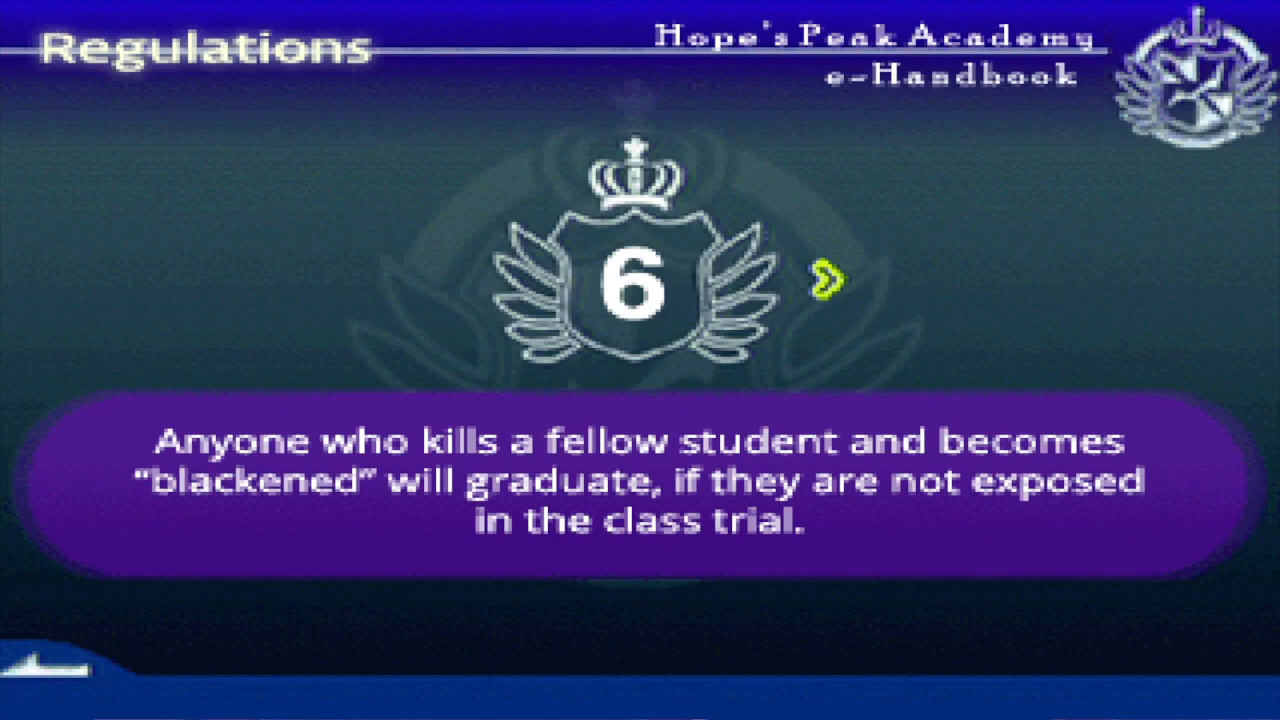 Regulations
Hope's Peak Academy
e-Handbook
6
Anyone who kills a fellow student and becomes
“blackened” will graduate, if they are not exposed
in the class trial.